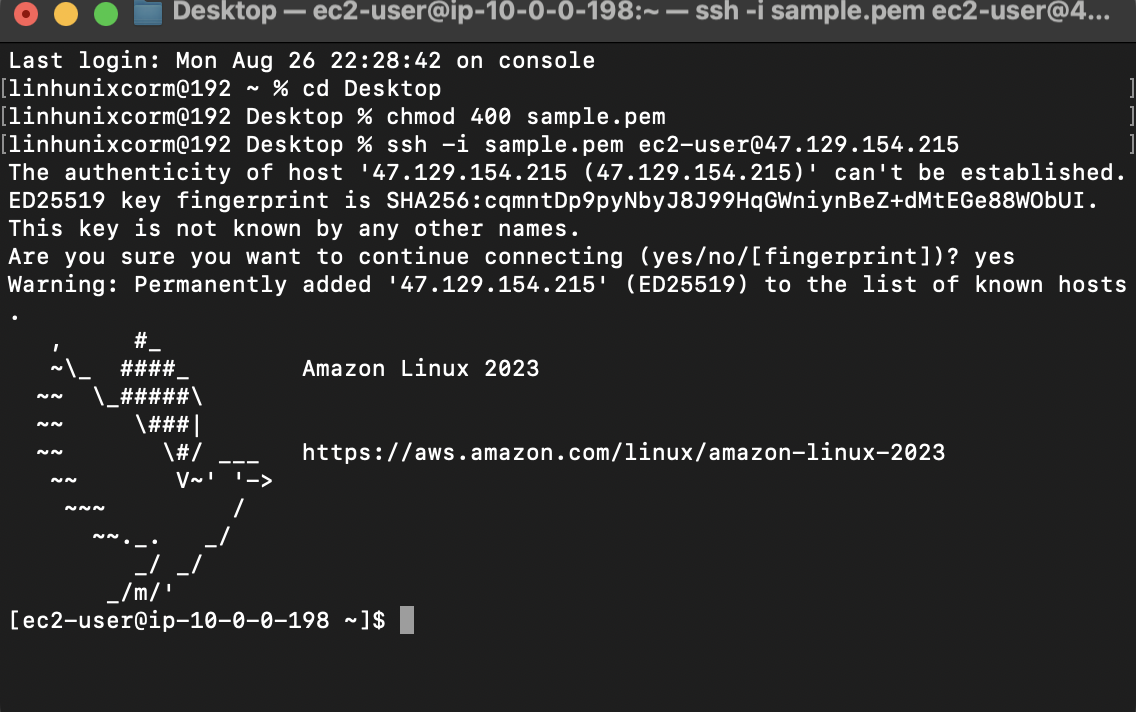 Desktop — ec2-user@ip-10-0-0-198:~ — ssh -i sample.pem ec2-user@4...
Last login: Mon Aug 26 22:28:42 on console
[linhunixcorm@192 ~ % cd Desktop ]
[linhunixcorm@192 Desktop % chmod 400 sample.pem ]
[linhunixcorm@192 Desktop % ssh -i sample.pem ec2-user@47.129.154.215 ]
The authenticity of host '47.129.154.215 (47.129.154.215)' can't be established.
ED25519 key fingerprint is SHA256:cqmntDp9pyNbyJ8J99HqGWniynBeZ+dMtEGe88WObUI.
This key is not known by any other names.
Are you sure you want to continue connecting (yes/no/[fingerprint])? yes
Warning: Permanently added '47.129.154.215' (ED25519) to the list of known hosts
.
   ,     #_
   ~\_  ####_        Amazon Linux 2023
  ~~  \_#####\
  ~~     \###|
  ~~       \#/ ___   https://aws.amazon.com/linux/amazon-linux-2023
   ~~       V~' '->
    ~~~         /
      ~~._.   _/
         _/ _/
       _/m/'
[ec2-user@ip-10-0-0-198 ~]$